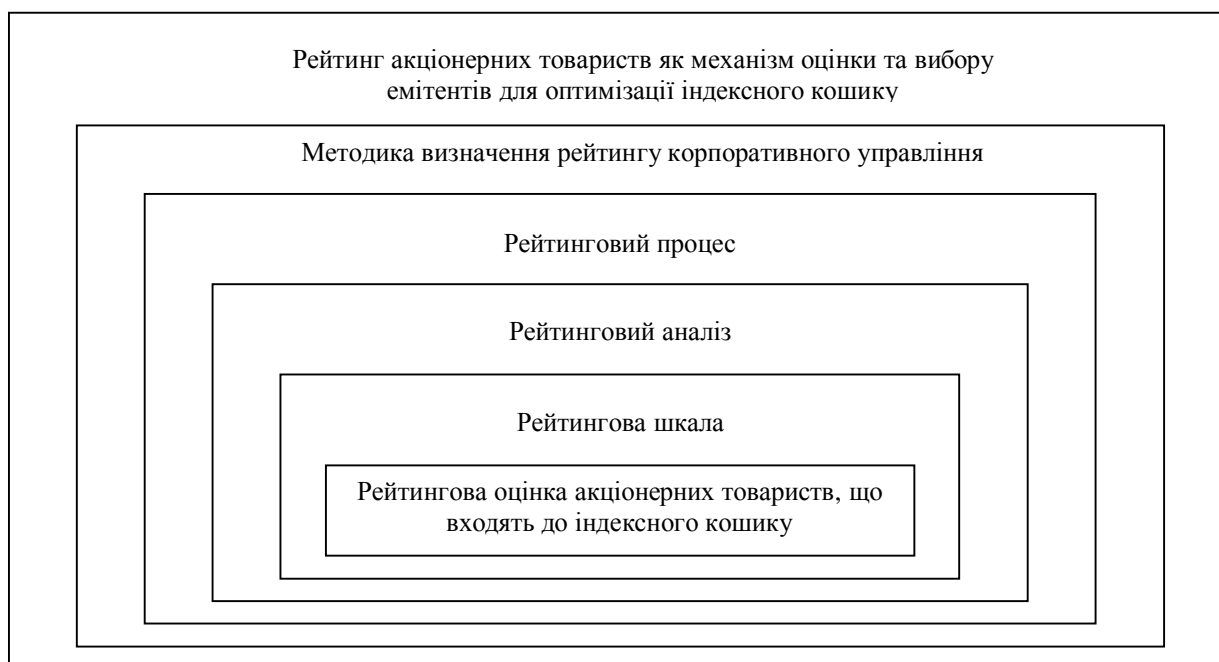 Рейтинг акціонерних товариств як механізм оцінки та вибору
емітентів для оптимізації індексного кошику
Методика визначення рейтингу корпоративного управління
Рейтинговий процес
Рейтинговий аналіз
Рейтингова шкала
Рейтингова оцінка акціонерних товариств, що
входять до індексного кошику